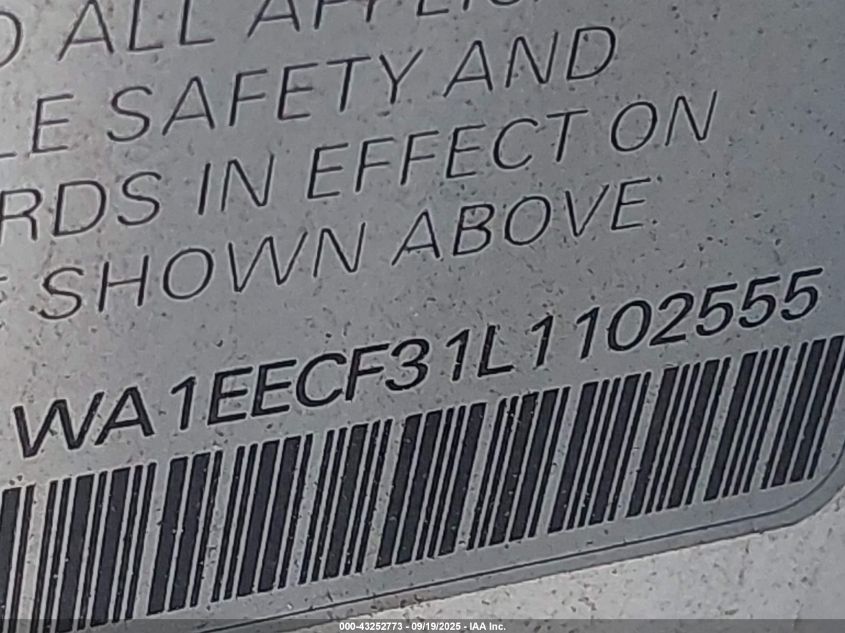 ALL
E SAFETY AND
RDS IN EFFECT ON
SHOWN ABOVE.
WA1EECF31L1102555
000-43252773 - 09/19/2025 - IAA Inc.